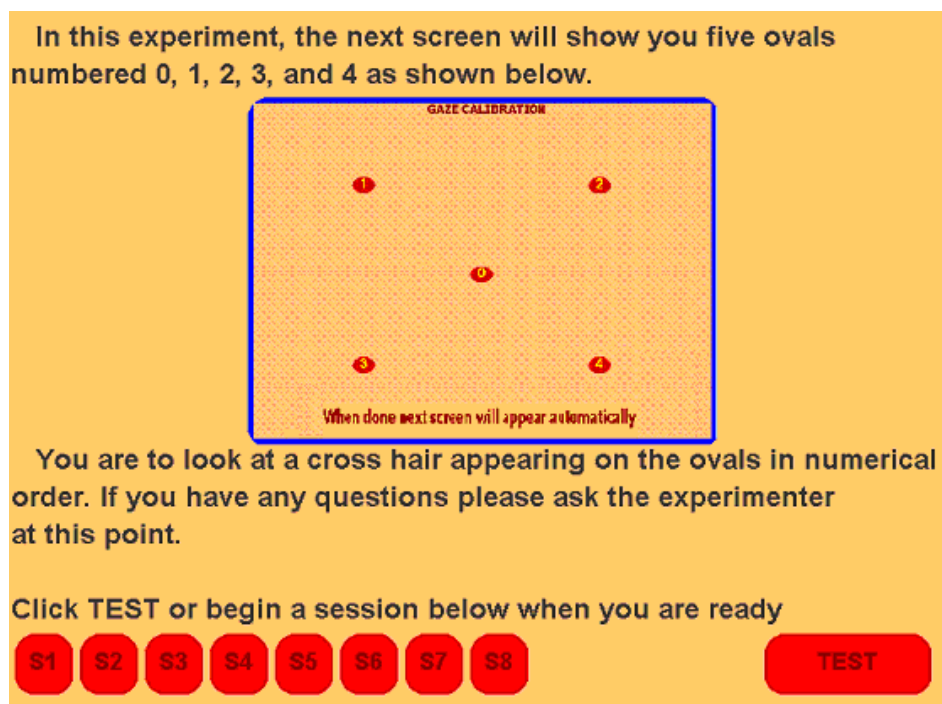 In this experiment, the next screen will show you five ovals
numbered 0, 1, 2, 3, and 4 as shown below.
GAZE CALIBRATION
1 2
0
3 4
When done next screen will appear automatically
You are to look at a cross hair appearing on the ovals in numerical
order. If you have any questions please ask the experimenter
at this point.
Click TEST or begin a session below when you are ready
S1 S2 S3 S4 S5 S6 S7 S8 TEST